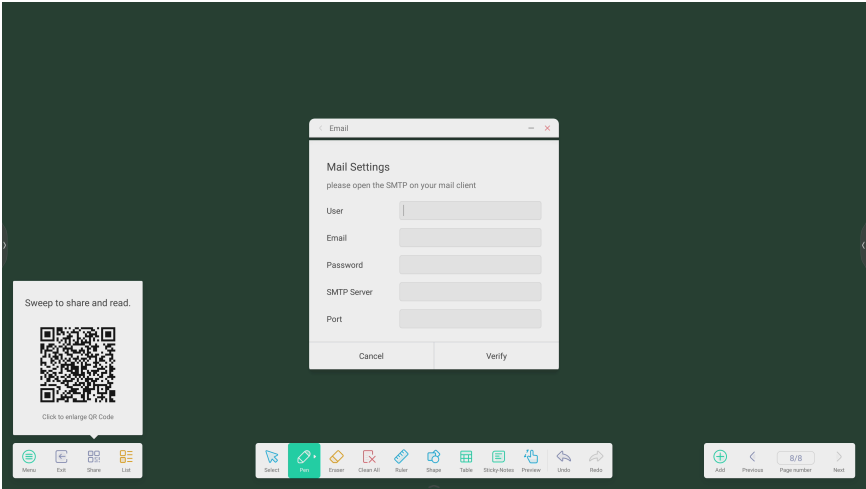 Email
Mail Settings
please open the SMTP on your mail client
User
Email
Password
SMTP Server
Port
Cancel
Verify
Sweep to share and read.
Click to enlarge QR Code
Menu
Exit
Share
List
Select
Pen
Eraser
Clean All
Ruler
Shape
Table
Sticky-Notes
Preview
Undo
Redo
Add
Previous
8/8
Page number
Next